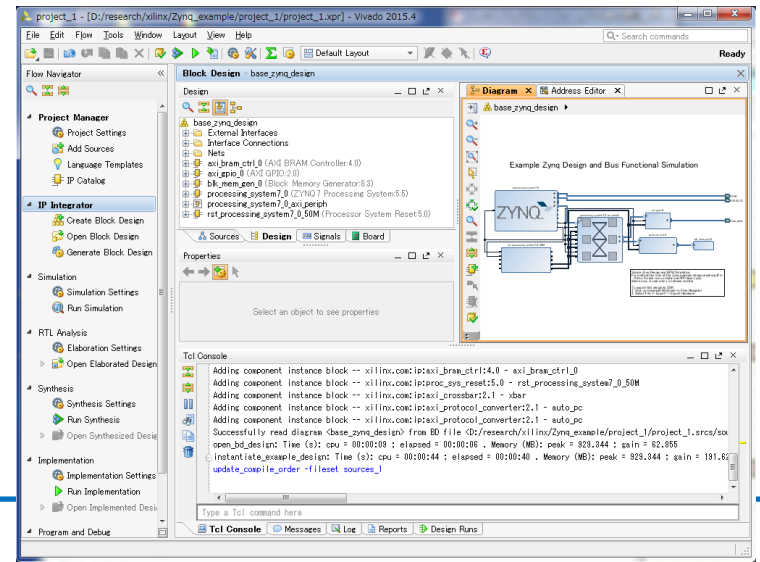 project_1 - [D:/research/xilinx/Zynq_example/project_1/project_1.xpr] - Vivado 2015.4
File Edit Flow Tools Window Layout View Help
Search commands
Default Layout
Ready
Flow Navigator
Project Manager
Project Settings
Add Sources
Language Templates
IP Catalog
IP Integrator
Create Block Design
Open Block Design
Generate Block Design
Simulation
Simulation Settings
Run Simulation
RTL Analysis
Elaboration Settings
Open Elaborated Design
Synthesis
Synthesis Settings
Run Synthesis
Open Synthesized Desig
Implementation
Implementation Settings
Run Implementation
Open Implemented Desi
Program and Debug
Block Design - base_zynq_design
Design
base_zynq_design
External Interfaces
Interface Connections
Nets
axi_bram_ctrl_0 (AXI BRAM Controller:4.0)
axi_gpio_0 (AXI GPIO:2.0)
blk_mem_gen_0 (Block Memory Generator:8.3)
processing_system7_0 (ZYNQ7 Processing System:5.5)
processing_system7_0_axi_periph
rst_processing_system7_0_50M (Processor System Reset:5.0)
Sources Design Signals Board
Properties
Select an object to see properties
Diagram Address Editor
base_zynq_design
Example Zynq Design and Bus Functional Simulation
ZYNQ
Tcl Console
Adding component instance block -- xilinx.com:ip:axi_bram_ctrl:4.0 - axi_bram_ctrl_0
Adding component instance block -- xilinx.com:ip:proc_sys_reset:5.0 - rst_processing_system7_0_50M
Adding component instance block -- xilinx.com:ip:axi_crossbar:2.1 - xbar
Adding component instance block -- xilinx.com:ip:axi_protocol_converter:2.1 - auto_pc
Adding component instance block -- xilinx.com:ip:axi_protocol_converter:2.1 - auto_pc
Successfully read diagram <base_zynq_design> from BD file <D:/research/xilinx/Zynq_example/project_1/project_1.srcs/sou
open_bd_design: Time (s): cpu = 00:00:09 ; elapsed = 00:00:06 . Memory (MB): peak = 929.344 ; gain = 62.855
instantiate_example_design: Time (s): cpu = 00:00:44 ; elapsed = 00:00:40 . Memory (MB): peak = 929.344 ; gain = 191.62
update_compile_order -fileset sources_1
Type a Tcl command here
Tcl Console Messages Log Reports Design Runs